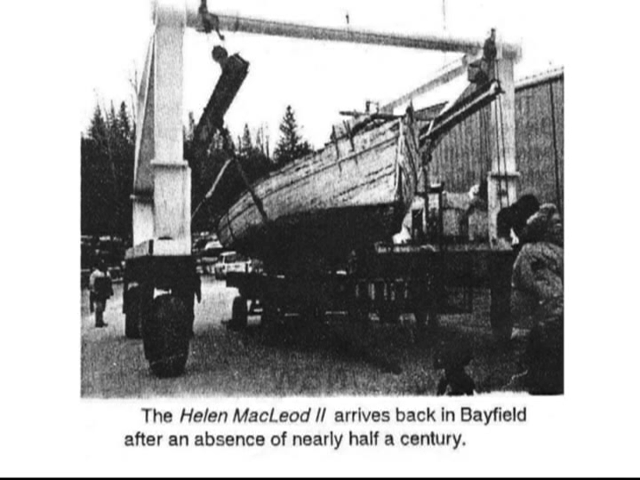 The Helen MacLeod II arrives back in Bayfield
after an absence of nearly half a century.